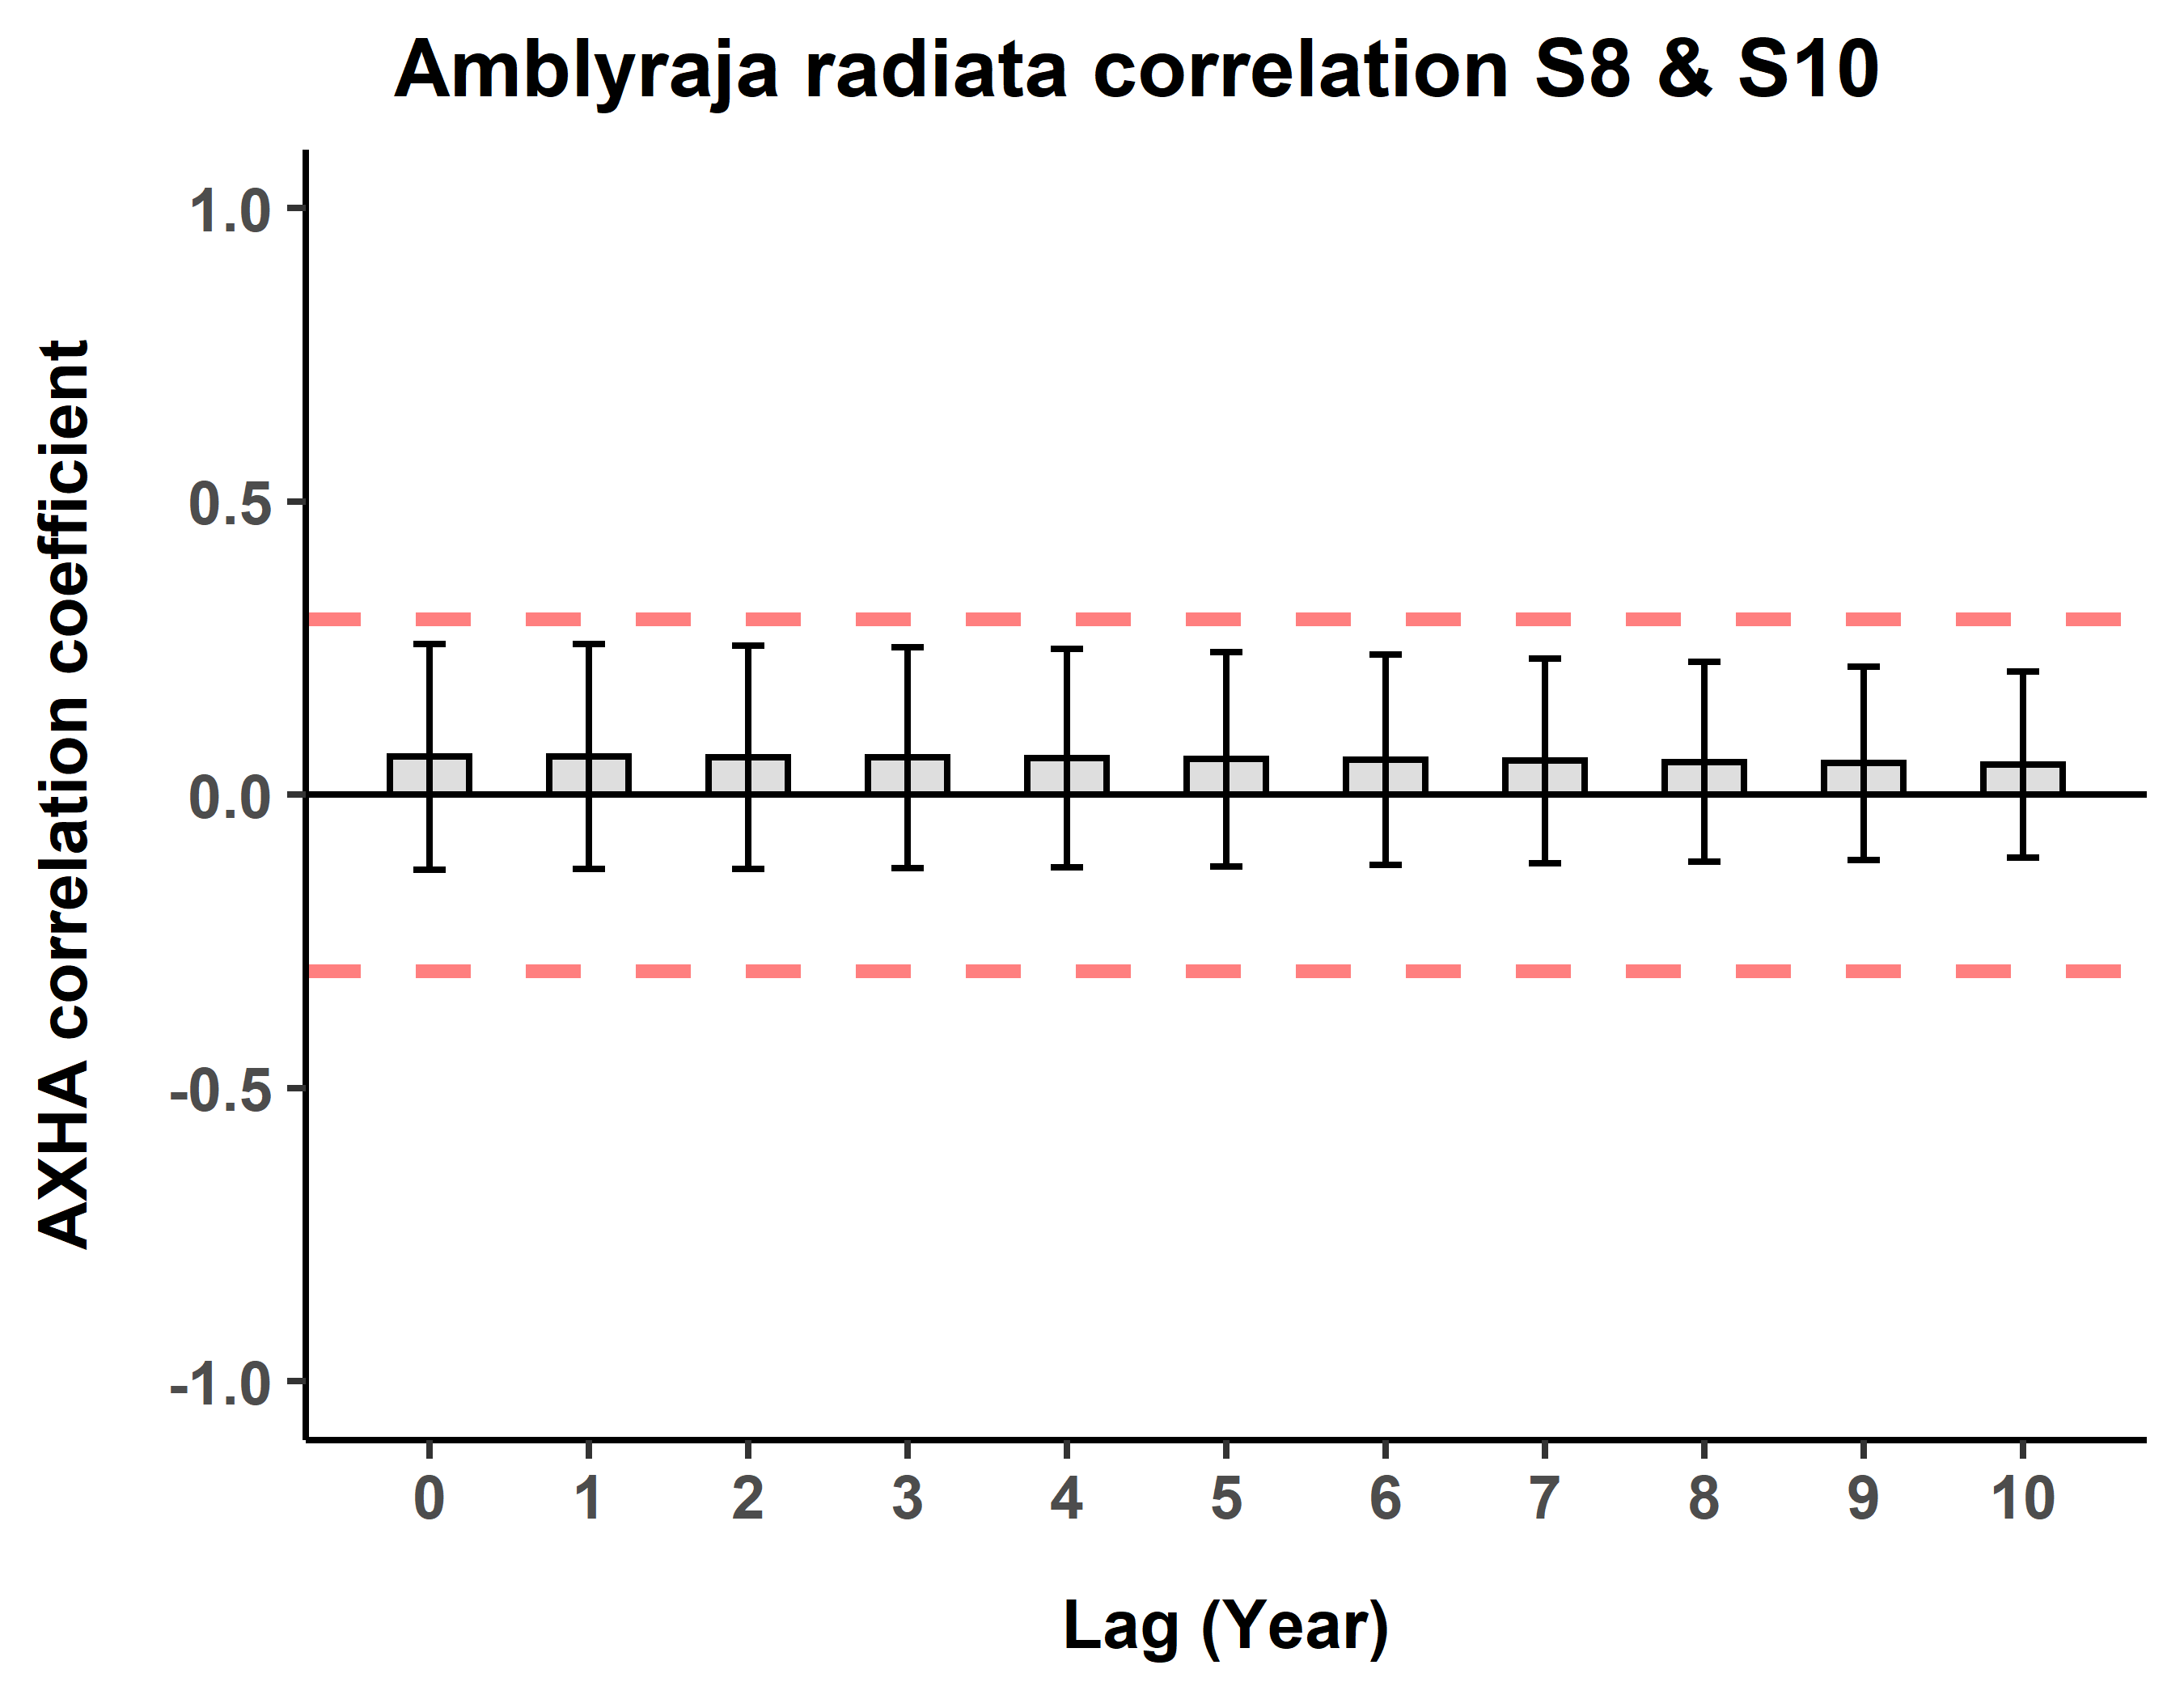 Amblyraja radiata correlation S8 & S10
AXHA correlation coefficient
1.0
0.5
0.0
-0.5
-1.0
0 1 2 3 4 5 6 7 8 9 10
Lag (Year)